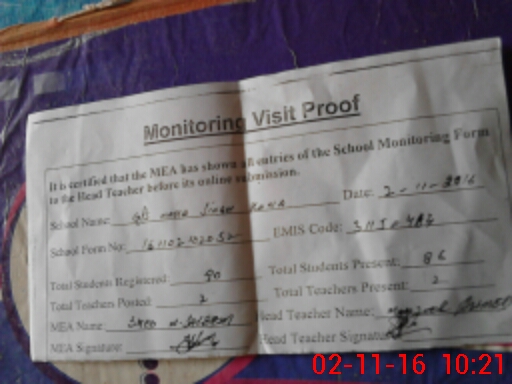 Monitoring Visit Proof
It is certified that the MEA has shown all entries of the School Monitoring Form
to the Head Teacher before its online submission.
School Name: Date: 2-11-2016
School Form No: EMIS Code:
Total Students Registered: 90 Total Students Present: 86
Total Teachers Posted: 2 Total Teachers Present: 2
MEA Name Head Teacher Name:
MEA Signature: Head Teacher Signature
02-11-16 10:21